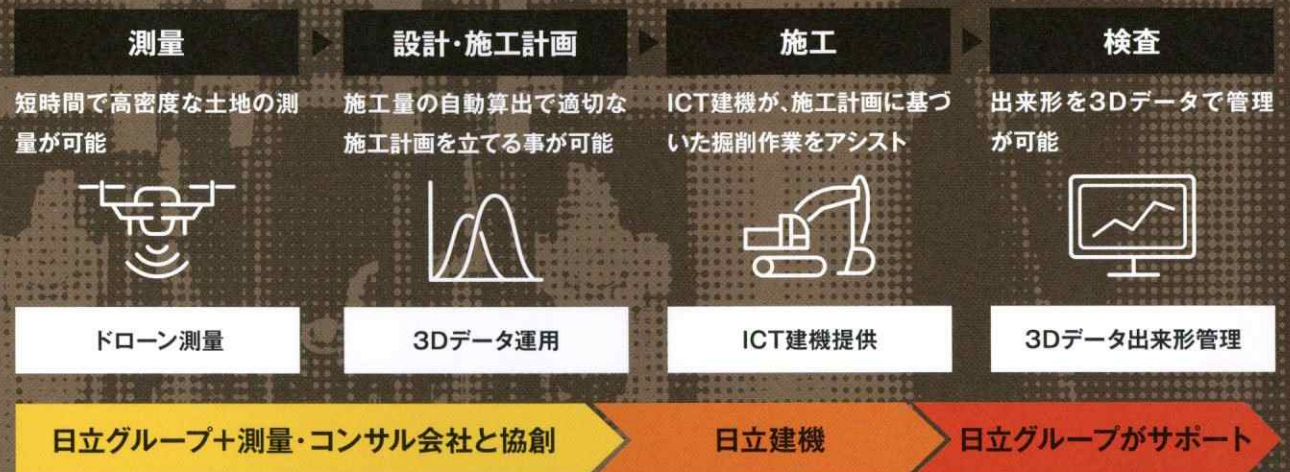 測量
設計・施工計画
施工
検査
短時間で高密度な土地の測
量が可能
施工量の自動算出で適切な
施工計画を立てる事が可能
ICT建機が、施工計画に基づ
いた掘削作業をアシスト
出来形を3Dデータで管理
が可能
ドローン測量
3Dデータ運用
ICT建機提供
3Dデータ出来形管理
日立グループ+測量・コンサル会社と協創
日立建機
日立グループがサポート